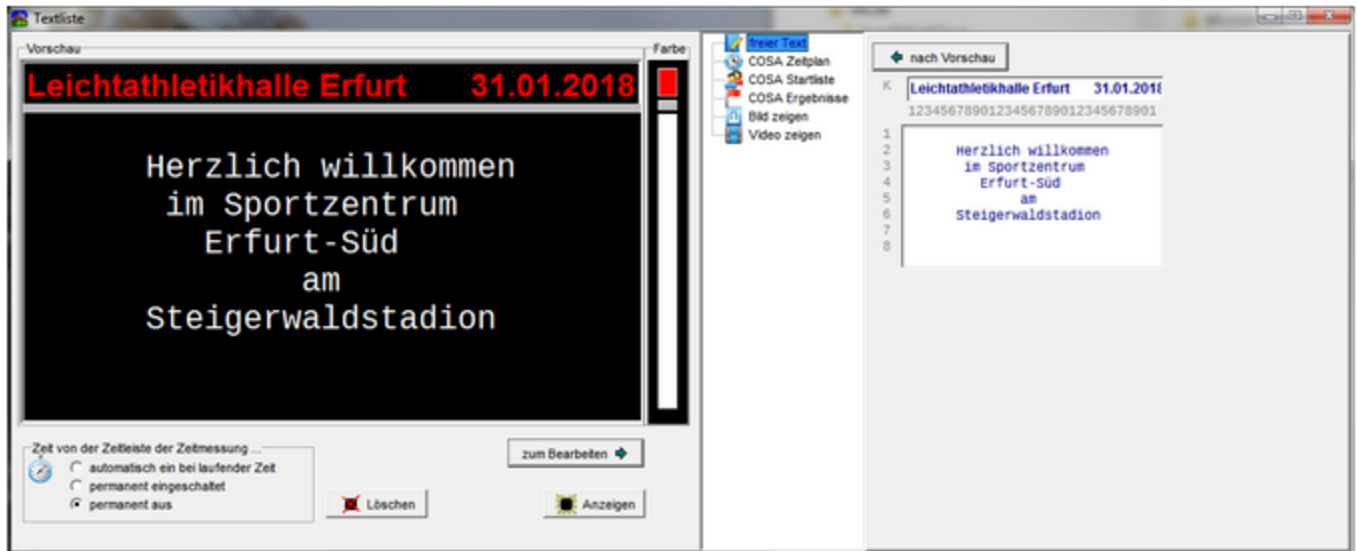 Textliste
Vorschau
Farbe
Leichtathletikhalle Erfurt 31.01.2018
Herzlich willkommen
im Sportzentrum
Erfurt-Süd
am
Steigerwaldstadion
Zeit von der Zeitleiste der Zeitmessung ...
automatisch ein bei laufender Zeit
permanent eingeschaltet
permanent aus
Löschen
zum Bearbeiten
Anzeigen
freier Text
COSA Zeitplan
COSA Startliste
COSA Ergebnisse
Bild zeigen
Video zeigen
nach Vorschau
K Leichtathletikhalle Erfurt 31.01.2018
1234567890123456789012345678901
1
2 Herzlich willkommen
3 im Sportzentrum
4 Erfurt-Süd
5 am
6 Steigerwaldstadion
7
8